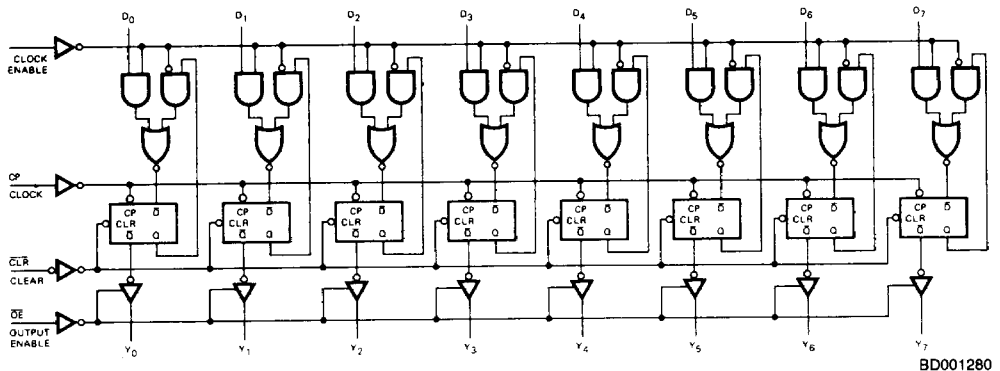 D0 D1 D2 D3 D4 D5 D6 D7
CLOCK
ENABLE
CP
CLOCK
CP D̅ CP D̅ CP D̅ CP D̅ CP D̅ CP D̅ CP D̅ CP D̅
CLR CLR CLR CLR CLR CLR CLR CLR
Q̅ Q Q̅ Q Q̅ Q Q̅ Q Q̅ Q Q̅ Q Q̅ Q Q̅ Q
C̅L̅R̅
CLEAR
O̅E̅
OUTPUT
ENABLE
Y0 Y1 Y2 Y3 Y4 Y5 Y6 Y7
BD001280